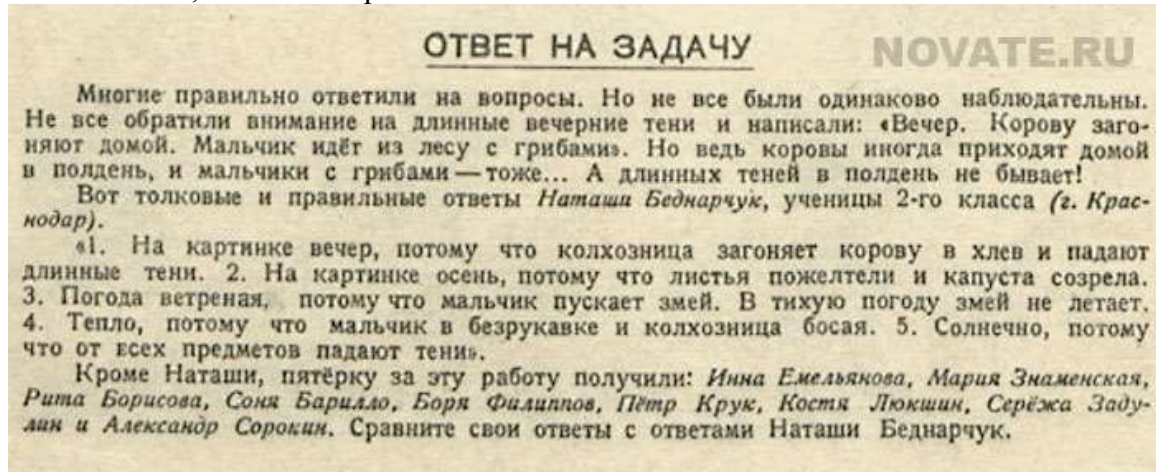 ОТВЕТ НА ЗАДАЧУ
NOVATE.RU
Многие правильно ответили на вопросы. Но не все были одинаково наблюдательны.
Не все обратили внимание на длинные вечерние тени и написали: «Вечер. Корову заго-
няют домой. Мальчик идёт из лесу с грибами». Но ведь коровы иногда приходят домой
в полдень, и мальчики с грибами — тоже... А длинных теней в полдень не бывает!
Вот толковые и правильные ответы Наташи Беднарчук, ученицы 2-го класса (г. Крас-
нодар).
«1. На картинке вечер, потому что колхозница загоняет корову в хлев и падают
длинные тени. 2. На картинке осень, потому что листья пожелтели и капуста созрела.
3. Погода ветреная, потому что мальчик пускает змей. В тихую погоду змей не летает.
4. Тепло, потому что мальчик в безрукавке и колхозница босая. 5. Солнечно, потому
что от всех предметов падают тени».
Кроме Наташи, пятёрку за эту работу получили: Инна Емельянова, Мария Знаменская,
Рита Борисова, Соня Барилло, Боря Филиппов, Пётр Крук, Костя Люкшин, Серёжа Заду-
лин и Александр Сорокин. Сравните свои ответы с ответами Наташи Беднарчук.